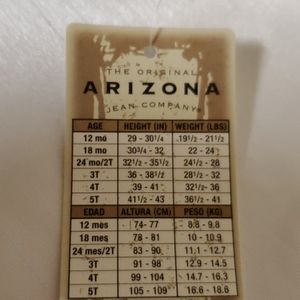 THE ORIGINAL
ARIZONA
JEAN COMPANY
AGE HEIGHT (IN) WEIGHT (LBS)
12 mo 29 - 30¼ 19½ - 21½
18 mo 30¾ - 32 22 - 24
24 mo/2T 32½ - 35½ 24½ - 28
3T 36 - 38½ 28½ - 32
4T 39 - 41 32½ - 36
5T 41½ - 43 36½ - 41
EDAD ALTURA (CM) PESO (KG)
12 mes 74- 77 8.8 - 9.8
18 mes 78 - 81 10 - 10.9
24 mes/2T 83 - 90 11.1 - 12.7
3T 91 - 98 12.9 - 14.5
4T 99 - 104 14.7 - 16.3
5T 105 - 109 16.6 - 18.6